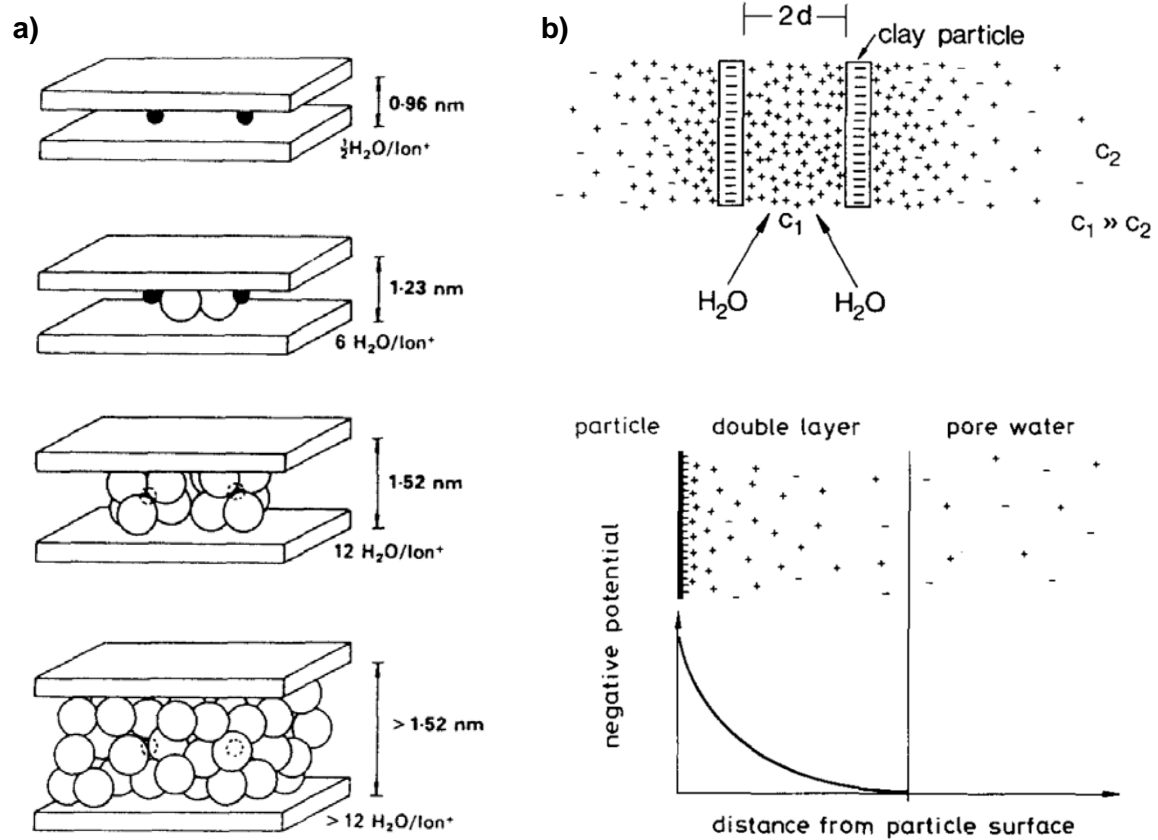 a)
0·96 nm
½H₂O/Ion⁺
1·23 nm
6 H₂O/Ion⁺
1·52 nm
12 H₂O/Ion⁺
> 1·52 nm
> 12 H₂O/Ion⁺
b)
2d
clay particle
C₂
C₁
C₁ >> C₂
H₂O H₂O
particle double layer pore water
negative potential
distance from particle surface